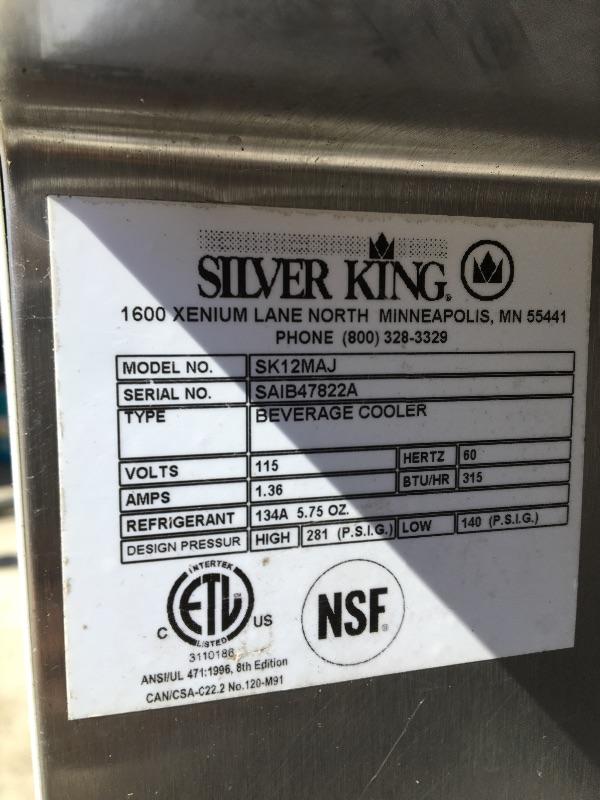 SILVER KING®
1600 XENIUM LANE NORTH MINNEAPOLIS, MN 55441
PHONE (800) 328-3329
MODEL NO. SK12MAJ
SERIAL NO. SAIB47822A
TYPE BEVERAGE COOLER
VOLTS 115 HERTZ 60
AMPS 1.36 BTU/HR 315
REFRIGERANT 134A 5.75 OZ.
DESIGN PRESSUR HIGH 281 (P.S.I.G.) LOW 140 (P.S.I.G.)
INTERTEK
C ETL US
LISTED
NSF®
3110186
ANSI/UL 471:1996, 8th Edition
CAN/CSA-C22.2 No.120-M91